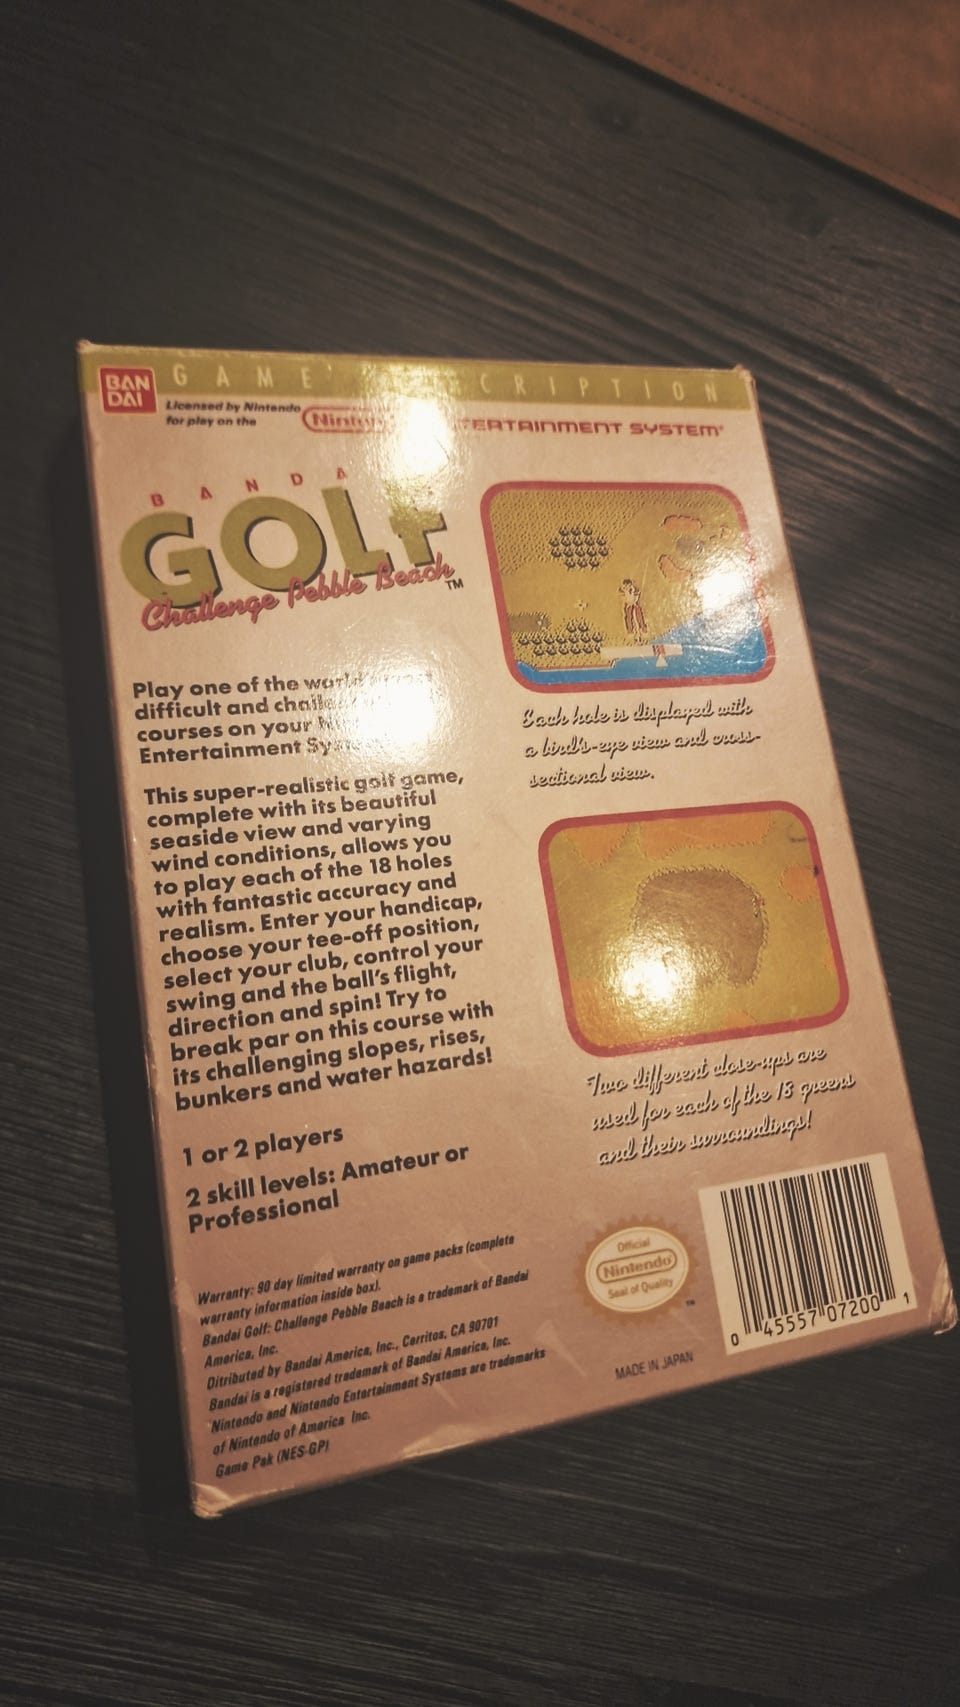 BAN
DAI
GAME CRIPTION
Licensed by Nintendo
for play on the
Nintendo ENTERTAINMENT SYSTEM
BANDA
GOLF
Challenge Pebble Beach™
Play one of the world's most
difficult and
courses on your
Entertainment System
This super-realistic golf game,
complete with its beautiful
seaside view and varying
wind conditions, allows you
to play each of the 18 holes
with fantastic accuracy and
realism. Enter your handicap,
choose your tee-off position,
select your club, control your
swing and the ball's flight,
direction and spin! Try to
break par on this course with
its challenging slopes, rises,
bunkers and water hazards!
1 or 2 players
2 skill levels: Amateur or
Professional
Warranty: 90 day limited warranty on game packs (complete
warranty information inside box).
Bandai Golf: Challenge Pebble Beach is a trademark of Bandai
America, Inc.
Ditributed by Bandai America, Inc., Cerritos, CA 90701
Bandai is a registered trademark of Bandai America, Inc.
Nintendo and Nintendo Entertainment Systems are trademarks
of Nintendo of America Inc.
Game Pak (NES-GP)
Each hole is displayed with
a bird's-eye view and cross-
sectional view.
Two different close-ups are
used for each of the 18 greens
and their surroundings!
Official
Nintendo
Seal of Quality
™
MADE IN JAPAN
0 45557 07200 1